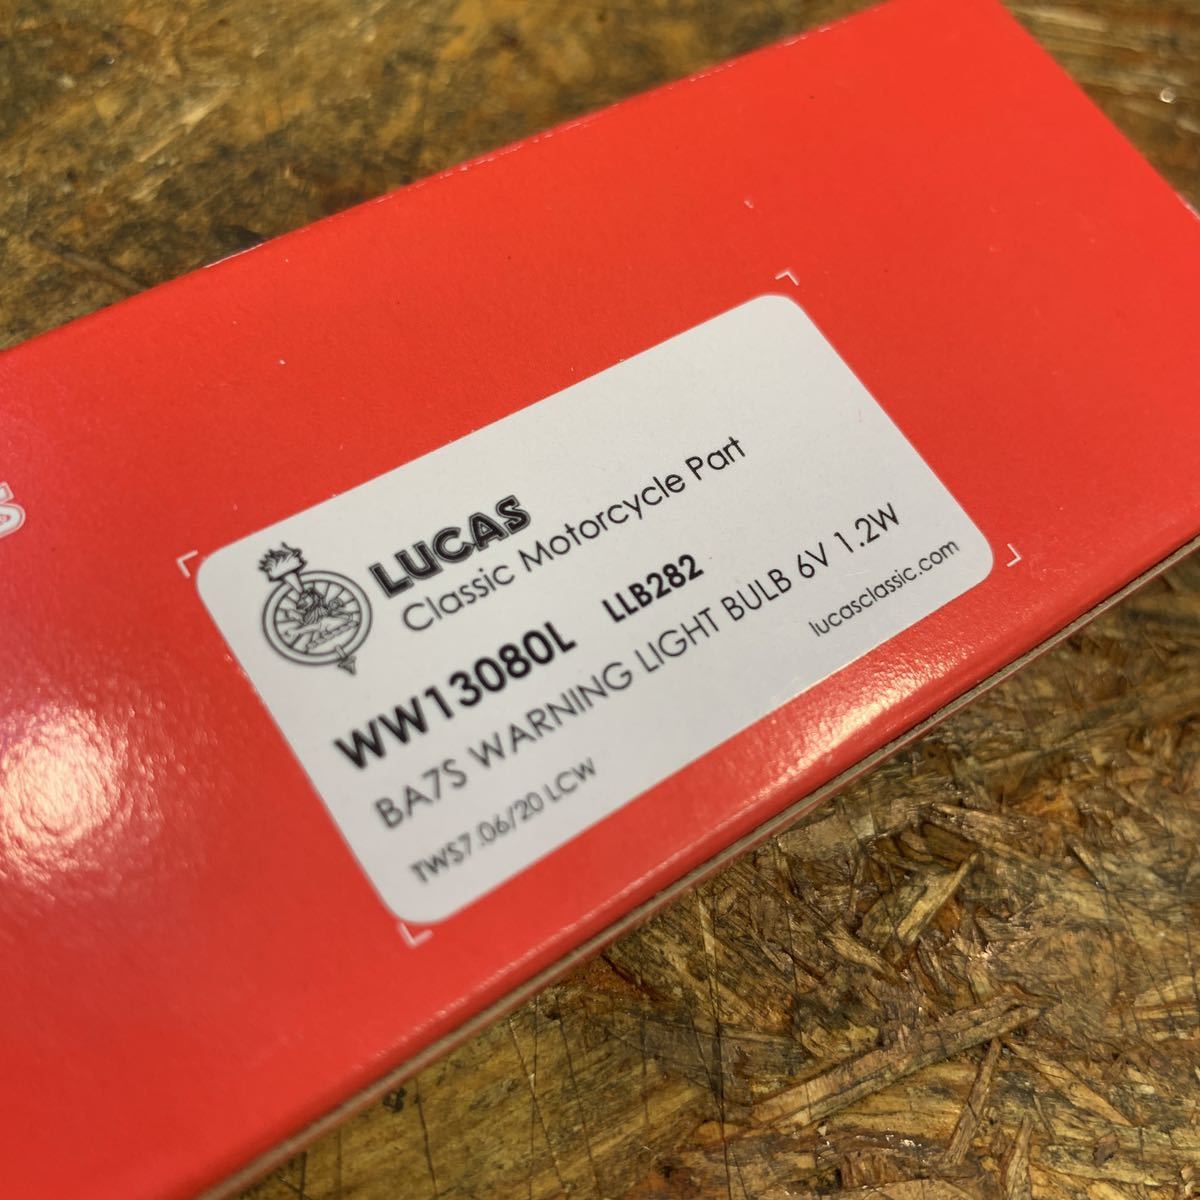 LUCAS
Classic Motorcycle Part
WW13080L LLB282
BA7S WARNING LIGHT BULB 6V 1.2W
TWS7.06/20 LCW
lucasclassic.com